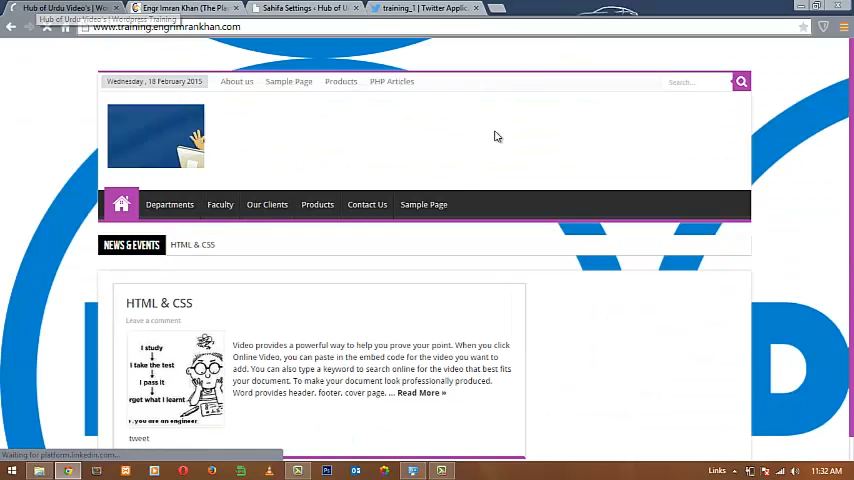 Hub of Urdu Video's | W
Engr Imran Khan (The Pla
Sahifa Settings ‹ Hub of U
training_1 | Twitter Applic
Hub of Urdu Video's | Wordpress Training
www.training.engrimrankhan.com
Wednesday , 18 February 2015
About us
Sample Page
Products
PHP Articles
Search...
Departments
Faculty
Our Clients
Products
Contact Us
Sample Page
NEWS & EVENTS
HTML & CSS
HTML & CSS
Leave a comment
I study
I take the test
I pass it
rget what I learnt
Video provides a powerful way to help you prove your point. When you click
Online Video, you can paste in the embed code for the video you want to
add. You can also type a keyword to search online for the video that best fits
your document. To make your document look professionally produced.
Word provides header. footer. cover page. ... Read More »
tweet
D
Waiting for platform.linkedin.com...
Links
11:32 AM